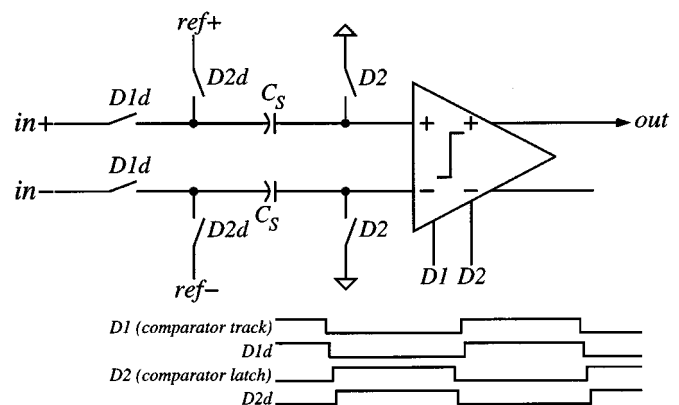 ref+
D2d
D2
D1d
C_S
in+
+ +
out
D1d
in−
− −
C_S
D2d
D2
ref−
D1 D2
D1 (comparator track)
D1d
D2 (comparator latch)
D2d